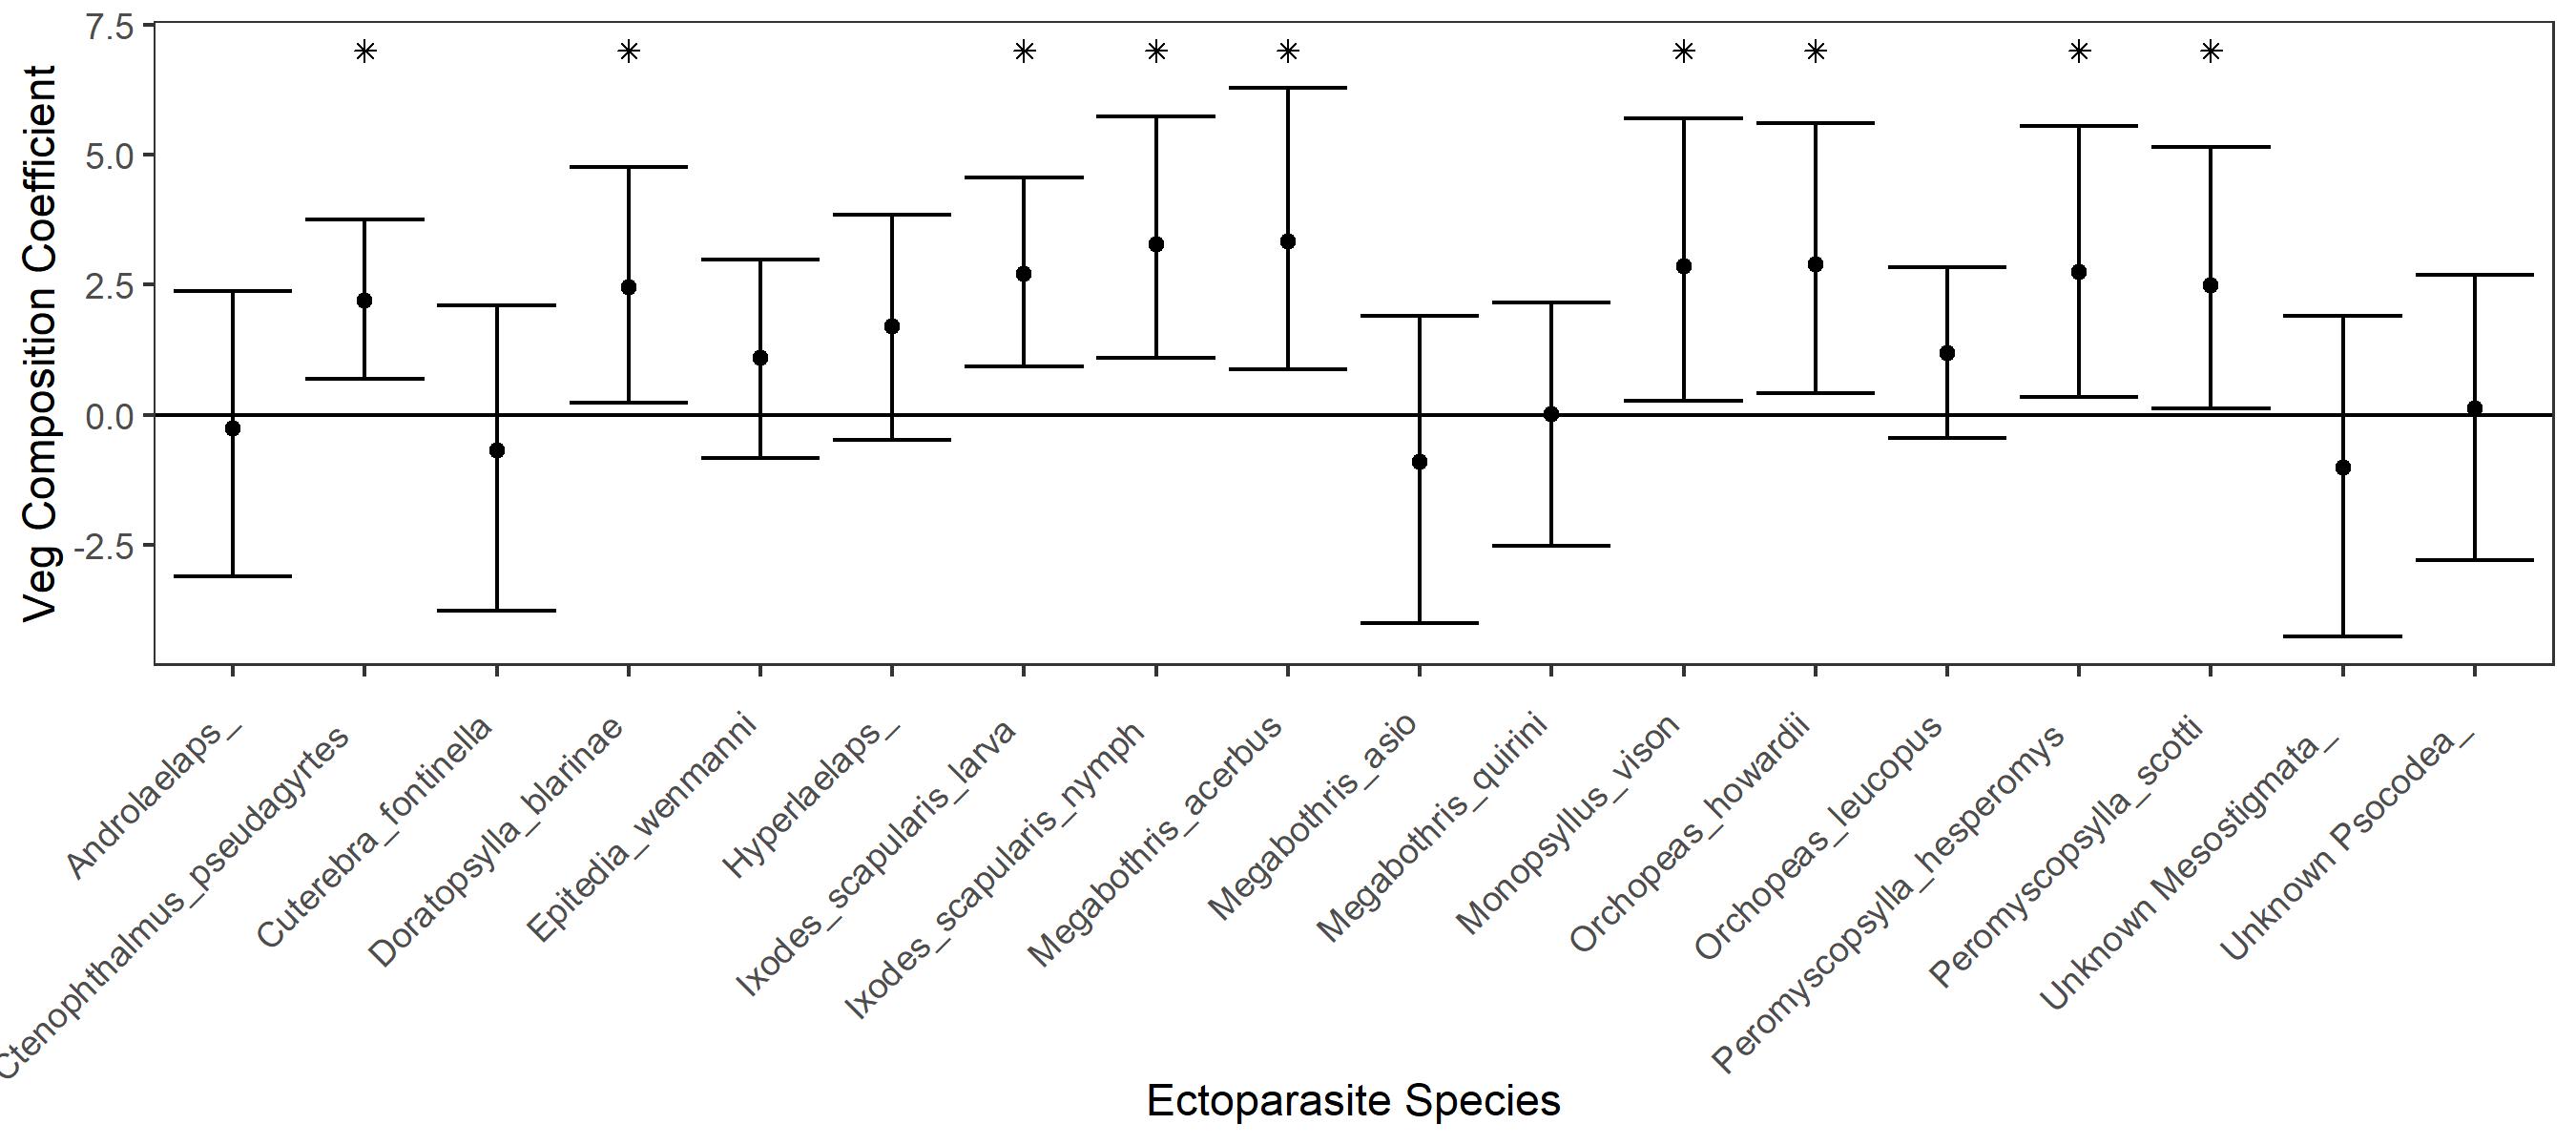 7.5
5.0
2.5
0.0
-2.5
Veg Composition Coefficient
* * * * * * * * *
Androlaelaps_
Ctenophthalmus_pseudagyrtes
Cuterebra_fontinella
Doratopsylla_blarinae
Epitedia_wenmanni
Hyperlaelaps_
Ixodes_scapularis_larva
Ixodes_scapularis_nymph
Megabothris_acerbus
Megabothris_asio
Megabothris_quirini
Monopsyllus_vison
Orchopeas_howardii
Orchopeas_leucopus
Peromyscopsylla_hesperomys
Peromyscopsylla_scotti
Unknown Mesostigmata_
Unknown Psocodea_
Ectoparasite Species